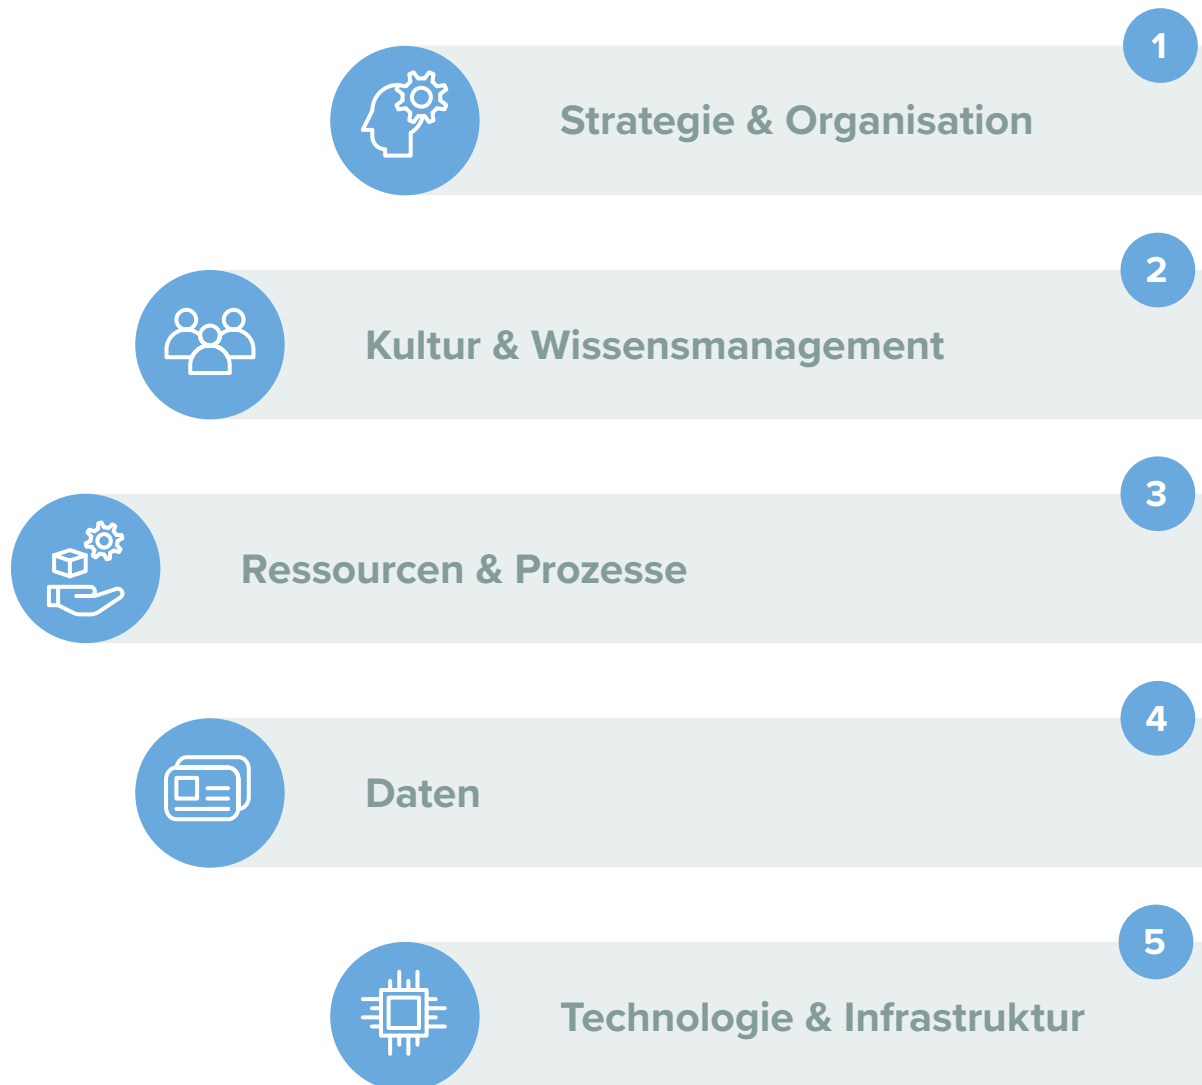 1
Strategie & Organisation
2
Kultur & Wissensmanagement
3
Ressourcen & Prozesse
4
Daten
5
Technologie & Infrastruktur